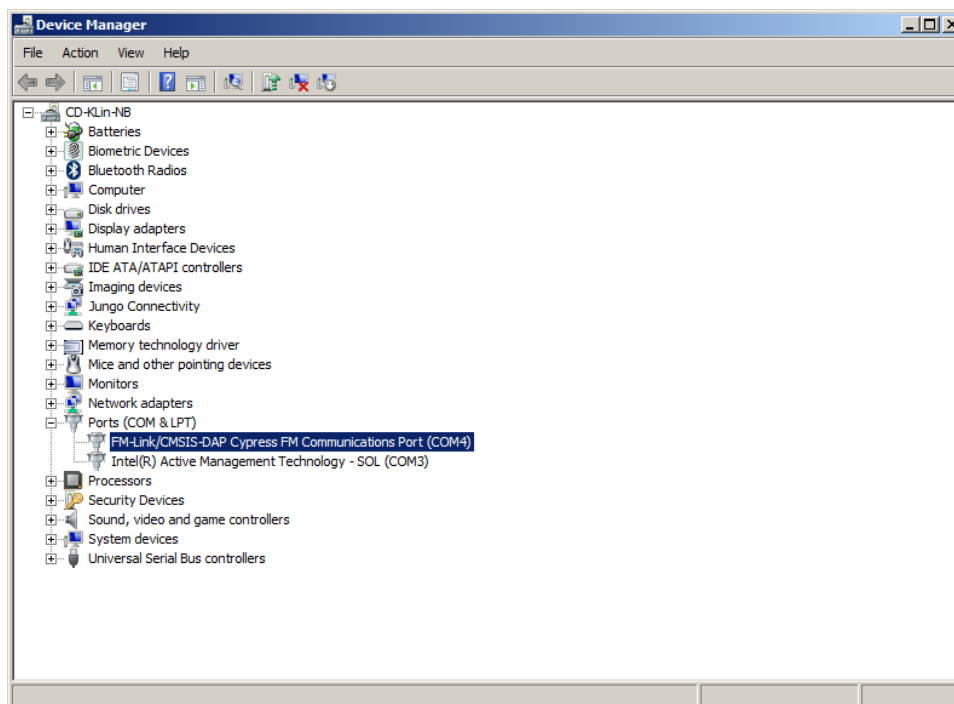 Device Manager
File Action View Help
CD-KLin-NB
Batteries
Biometric Devices
Bluetooth Radios
Computer
Disk drives
Display adapters
Human Interface Devices
IDE ATA/ATAPI controllers
Imaging devices
Jungo Connectivity
Keyboards
Memory technology driver
Mice and other pointing devices
Monitors
Network adapters
Ports (COM & LPT)
FM-Link/CMSIS-DAP Cypress FM Communications Port (COM4)
Intel(R) Active Management Technology - SOL (COM3)
Processors
Security Devices
Sound, video and game controllers
System devices
Universal Serial Bus controllers